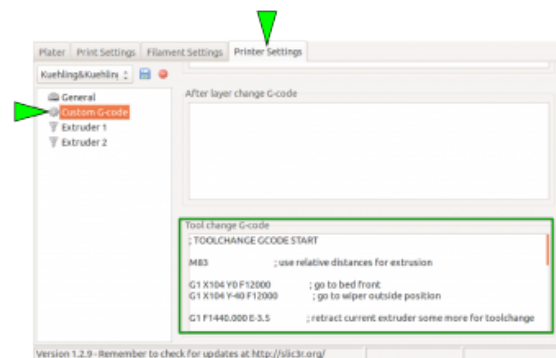 Plater Print Settings Filament Settings Printer Settings
Kuehling&Kuehling
General
Custom G-code
Extruder 1
Extruder 2
After layer change G-code
Tool change G-code
; TOOLCHANGE GCODE START
M83 ; use relative distances for extrusion
G1 X104 Y0 F12000 ; go to bed front
G1 X104 Y-40 F12000 ; go to wiper outside position
G1 F1440.000 E-3.5 ; retract current extruder some more for toolchange
Version 1.2.9 - Remember to check for updates at http://slic3r.org/